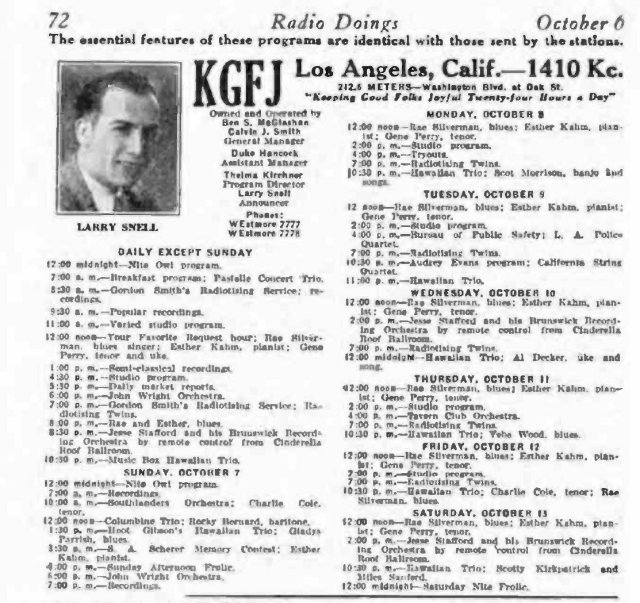 72 Radio Doings October 6
The essential features of these programs are identical with those sent by the stations.
KGFJ
Los Angeles, Calif.—1410 Kc.
212.6 METERS—Washington Blvd. at Oak St.
"Keeping Good Folks Joyful Twenty-four Hours a Day"
Owned and Operated by
Ben S. McGlashan
Calvin J. Smith
General Manager
Duke Hancock
Assistant Manager
Thelma Kirchner
Program Director
Larry Snell
Announcer
Phones:
WEstmore 7777
WEstmore 7778
LARRY SNELL
DAILY EXCEPT SUNDAY
12:00 midnight—Nite Owl program.
7:00 a. m.—Breakfast program; Pastelle Concert Trio.
8:30 a. m.—Gordon Smith's Radiotising Service; re-
cordings.
9:30 a. m.—Popular recordings.
11:00 a. m.—Varied studio program.
12:00 noon—Your Favorite Request hour; Rae Silver-
man, blues singer; Esther Kahm, pianist; Gene
Perry, tenor and uke.
1:00 p. m.—Semi-classical recordings.
4:30 p. m.—Studio program.
5:30 p. m.—Daily market reports.
6:00 p. m.—John Wright Orchestra.
7:00 p. m.—Gordon Smith's Radiotising Service; Ra-
diotising Twins.
8:00 p. m.—Rae and Esther, blues.
8:30 p. m.—Jesse Stafford and his Brunswick Record-
ing Orchestra by remote control from Cinderella
Roof Ballroom.
10:30 p. m.—Music Box Hawaiian Trio.
SUNDAY, OCTOBER 7
12:00 midnight—Nite Owl program.
7:00 a. m.—Recordings.
10:00 a. m.—Southlanders Orchestra; Charlie Cole,
tenor.
12:00 noon—Columbine Trio; Rocky Bernard, baritone.
1:30 p. m.—Hoot Gibson's Hawaiian Trio; Gladys
Parrish, blues.
3:30 p. m.—S. A. Scherer Memory Contest; Esther
Kahm, pianist.
4:00 p. m.—Sunday Afternoon Frolic.
6:00 p. m.—John Wright Orchestra.
7:00 p. m.—Recordings.
MONDAY, OCTOBER 8
12:00 noon—Rae Silverman, blues; Esther Kahm, pian-
ist; Gene Perry, tenor.
2:00 p. m.—Studio program.
4:00 p. m.—Tryouts.
7:00 p. m.—Radiotising Twins.
10:30 p. m.—Hawaiian Trio; Scot Morrison, banjo and
songs.
TUESDAY, OCTOBER 9
12 noon—Rae Silverman, blues; Esther Kahm, pianist;
Gene Perry, tenor.
2:00 p. m.—Studio program.
4:00 p. m.—Bureau of Public Safety; L. A. Police
Quartet.
7:00 p. m.—Radiotising Twins.
10:30 p. m.—Audrey Evans program; California String
Quartet.
11:00 p. m.—Hawaiian Trio.
WEDNESDAY, OCTOBER 10
12:00 noon—Rae Silverman, blues; Esther Kahm, pian-
ist; Gene Perry, tenor.
2:00 p. m.—Jesse Stafford and his Brunswick Record-
ing Orchestra by remote control from Cinderella
Roof Ballroom.
7:00 p. m.—Radiotising Twins.
12:00 midnight—Hawaiian Trio; Al Decker, uke and
song.
THURSDAY, OCTOBER 11
12:00 noon—Rae Silverman, blues; Esther Kahm, pian-
ist; Gene Perry, tenor.
2:00 p. m.—Studio program.
4:00 p. m.—Tavern Club Orchestra.
7:00 p. m.—Radiotising Twins.
10:30 p. m.—Hawaiian Trio; Yebe Wood, blues.
FRIDAY, OCTOBER 12
12:00 noon—Rae Silverman, blues; Esther Kahm, pian-
ist; Gene Perry, tenor.
2:00 p. m.—Studio program.
7:00 p. m.—Radiotising Twins.
10:30 p. m.—Hawaiian Trio; Charlie Cole, tenor; Rae
Silverman, blues.
SATURDAY, OCTOBER 13
12:00 noon—Rae Silverman, blues; Esther Kahm, pian-
ist; Gene Perry, tenor.
2:00 p. m.—Jesse Stafford and his Brunswick Record-
ing Orchestra by remote control from Cinderella
Roof Ballroom.
10:30 p. m.—Hawaiian Trio; Scotty Kirkpatrick and
Miles Sanford.
12:00 midnight—Saturday Nite Frolic.